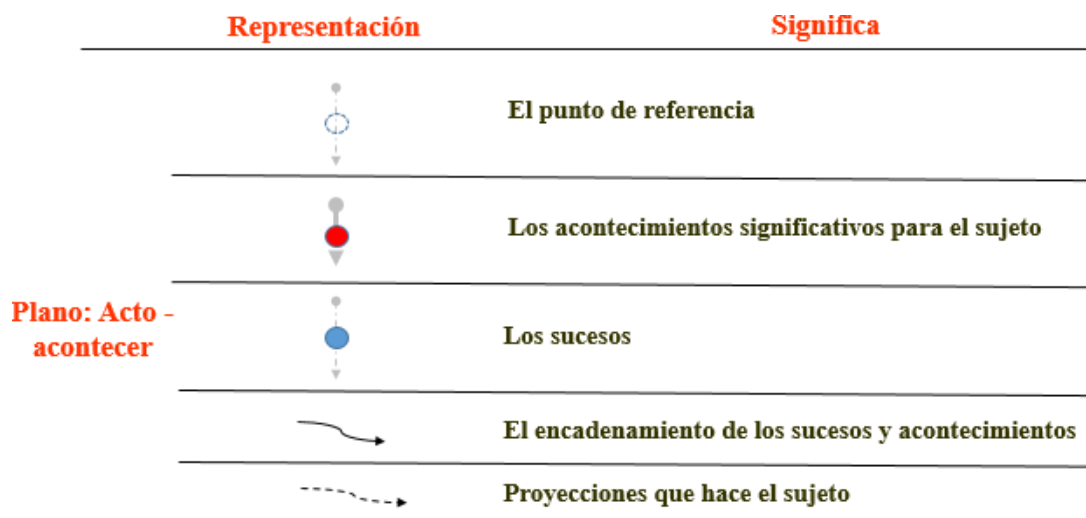 Representación
Significa
El punto de referencia
Los acontecimientos significativos para el sujeto
Plano: Acto -
acontecer
Los sucesos
El encadenamiento de los sucesos y acontecimientos
Proyecciones que hace el sujeto